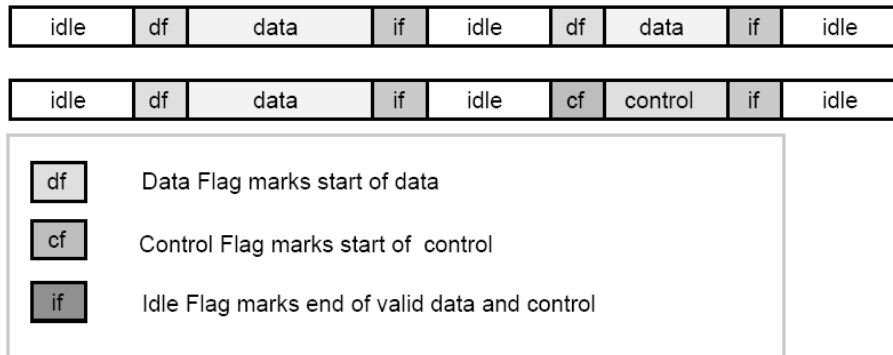 idle df data if idle df data if idle
idle df data if idle cf control if idle
df Data Flag marks start of data
cf Control Flag marks start of control
if Idle Flag marks end of valid data and control